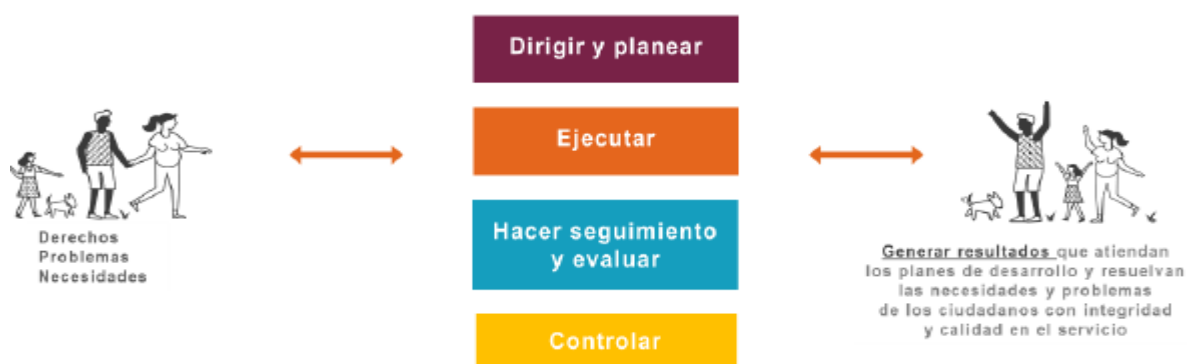 Dirigir y planear
Ejecutar
Hacer seguimiento
y evaluar
Controlar
Derechos
Problemas
Necesidades
Generar resultados que atiendan
los planes de desarrollo y resuelvan
las necesidades y problemas
de los ciudadanos con integridad
y calidad en el servicio